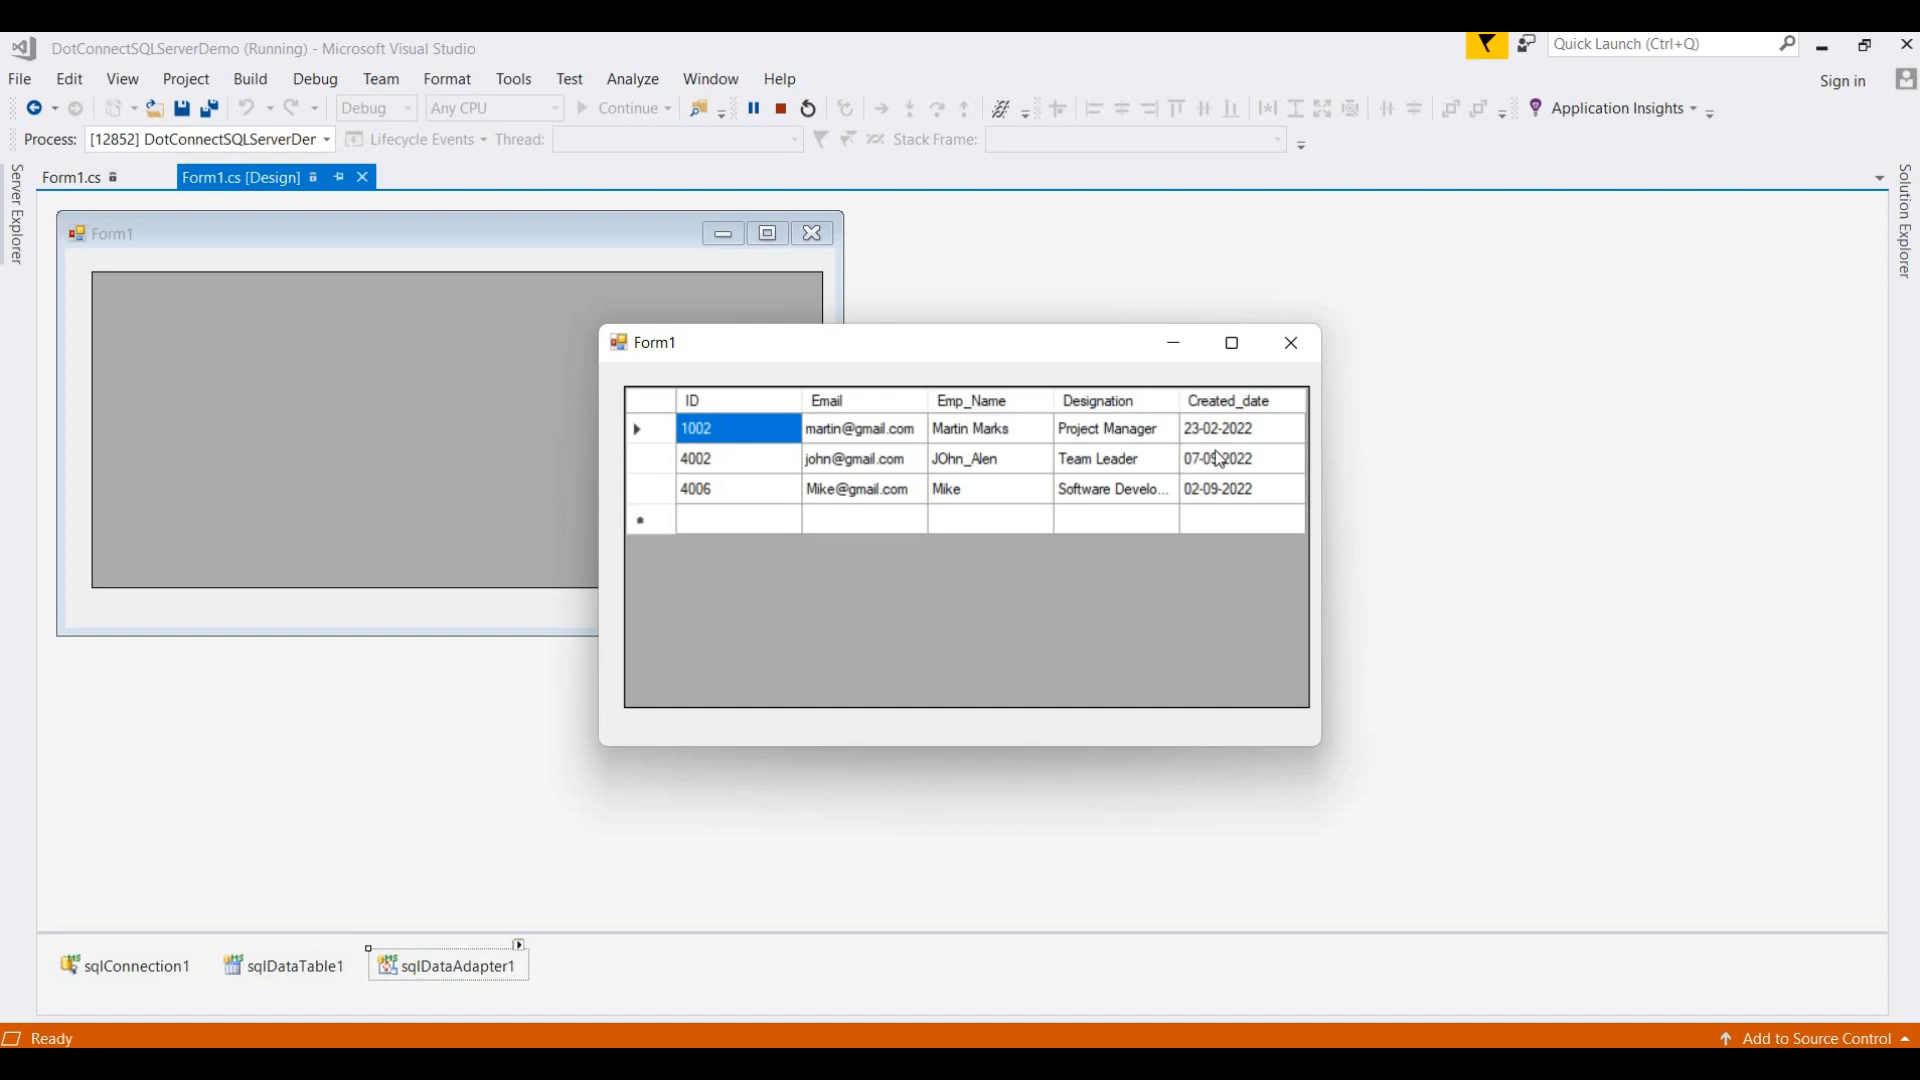 DotConnectSQLServerDemo (Running) - Microsoft Visual Studio
Quick Launch (Ctrl+Q)
File Edit View Project Build Debug Team Format Tools Test Analyze Window Help
Sign in
Debug Any CPU Continue Application Insights
Process: [12852] DotConnectSQLServerDer Lifecycle Events Thread: Stack Frame:
Server Explorer
Form1.cs Form1.cs [Design]
Solution Explorer
Form1
Form1
ID Email Emp_Name Designation Created_date
1002 martin@gmail.com Martin Marks Project Manager 23-02-2022
4002 john@gmail.com JOhn_Alen Team Leader 07-09-2022
4006 Mike@gmail.com Mike Software Develo... 02-09-2022
*
sqlConnection1 sqlDataTable1 sqlDataAdapter1
Ready
Add to Source Control